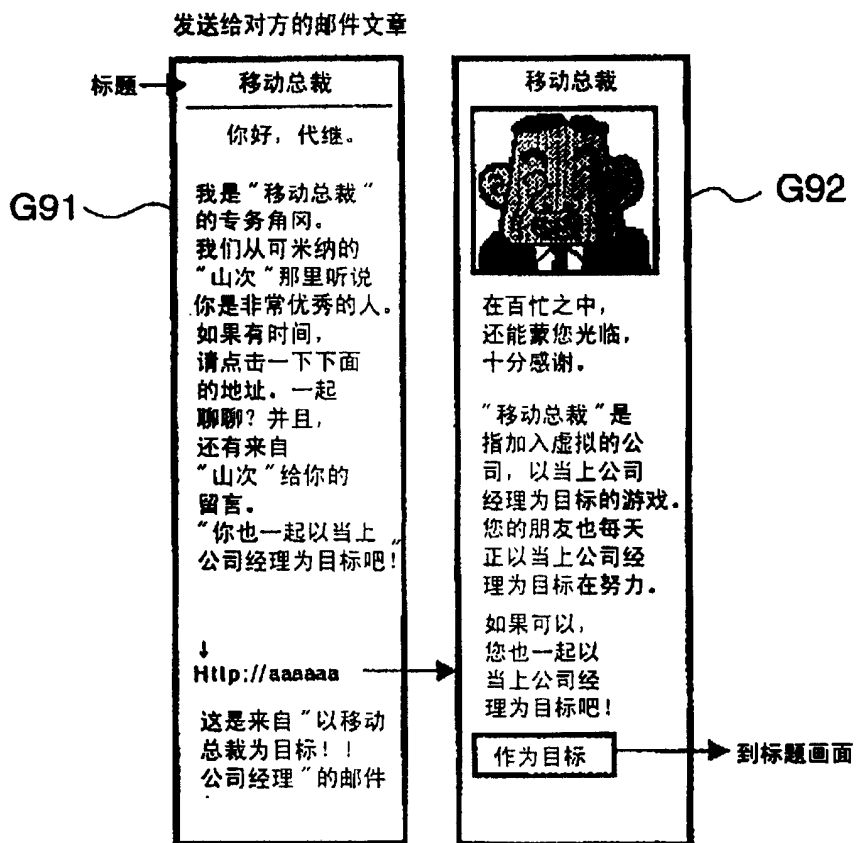 发送给对方的邮件文章
标题
移动总裁
你好，代继。
G91
我是"移动总裁"
的专务角冈。
我们从可米纳的
"山次"那里听说
你是非常优秀的人。
如果有时间，
请点击一下下面
的地址。一起
聊聊？并且，
还有来自
"山次"给你的
留言。
"你也一起以当上
公司经理为目标吧！"
↓
Http://aaaaaa
这是来自"以移动
总裁为目标！！
公司经理"的邮件
移动总裁
G92
在百忙之中，
还能蒙您光临，
十分感谢。
"移动总裁"是
指加入虚拟的公
司，以当上公司
经理为目标的游戏。
您的朋友也每天
正以当上公司经
理为目标在努力。
如果可以，
您也一起以
当上公司经
理为目标吧！
作为目标
到标题画面